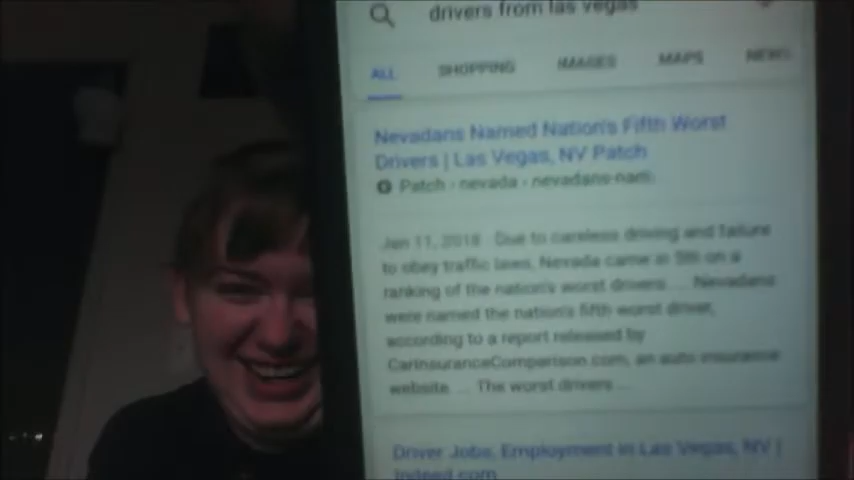 drivers from las vegas
ALL SHOPPING IMAGES MAPS NEWS
Nevadans Named Nation's Fifth Worst
Drivers | Las Vegas, NV Patch
Patch › nevada › nevadans-nam
Jan 11, 2018 Due to careless driving and failure
to obey traffic laws, Nevada came in 5th on a
ranking of the nation's worst drivers. ... Nevadans
were named the nation's fifth worst driver,
according to a report released by
CarInsuranceComparison.com, an auto insurance
website. ... The worst drivers ...
Driver Jobs, Employment in Las Vegas, NV |
Indeed.com